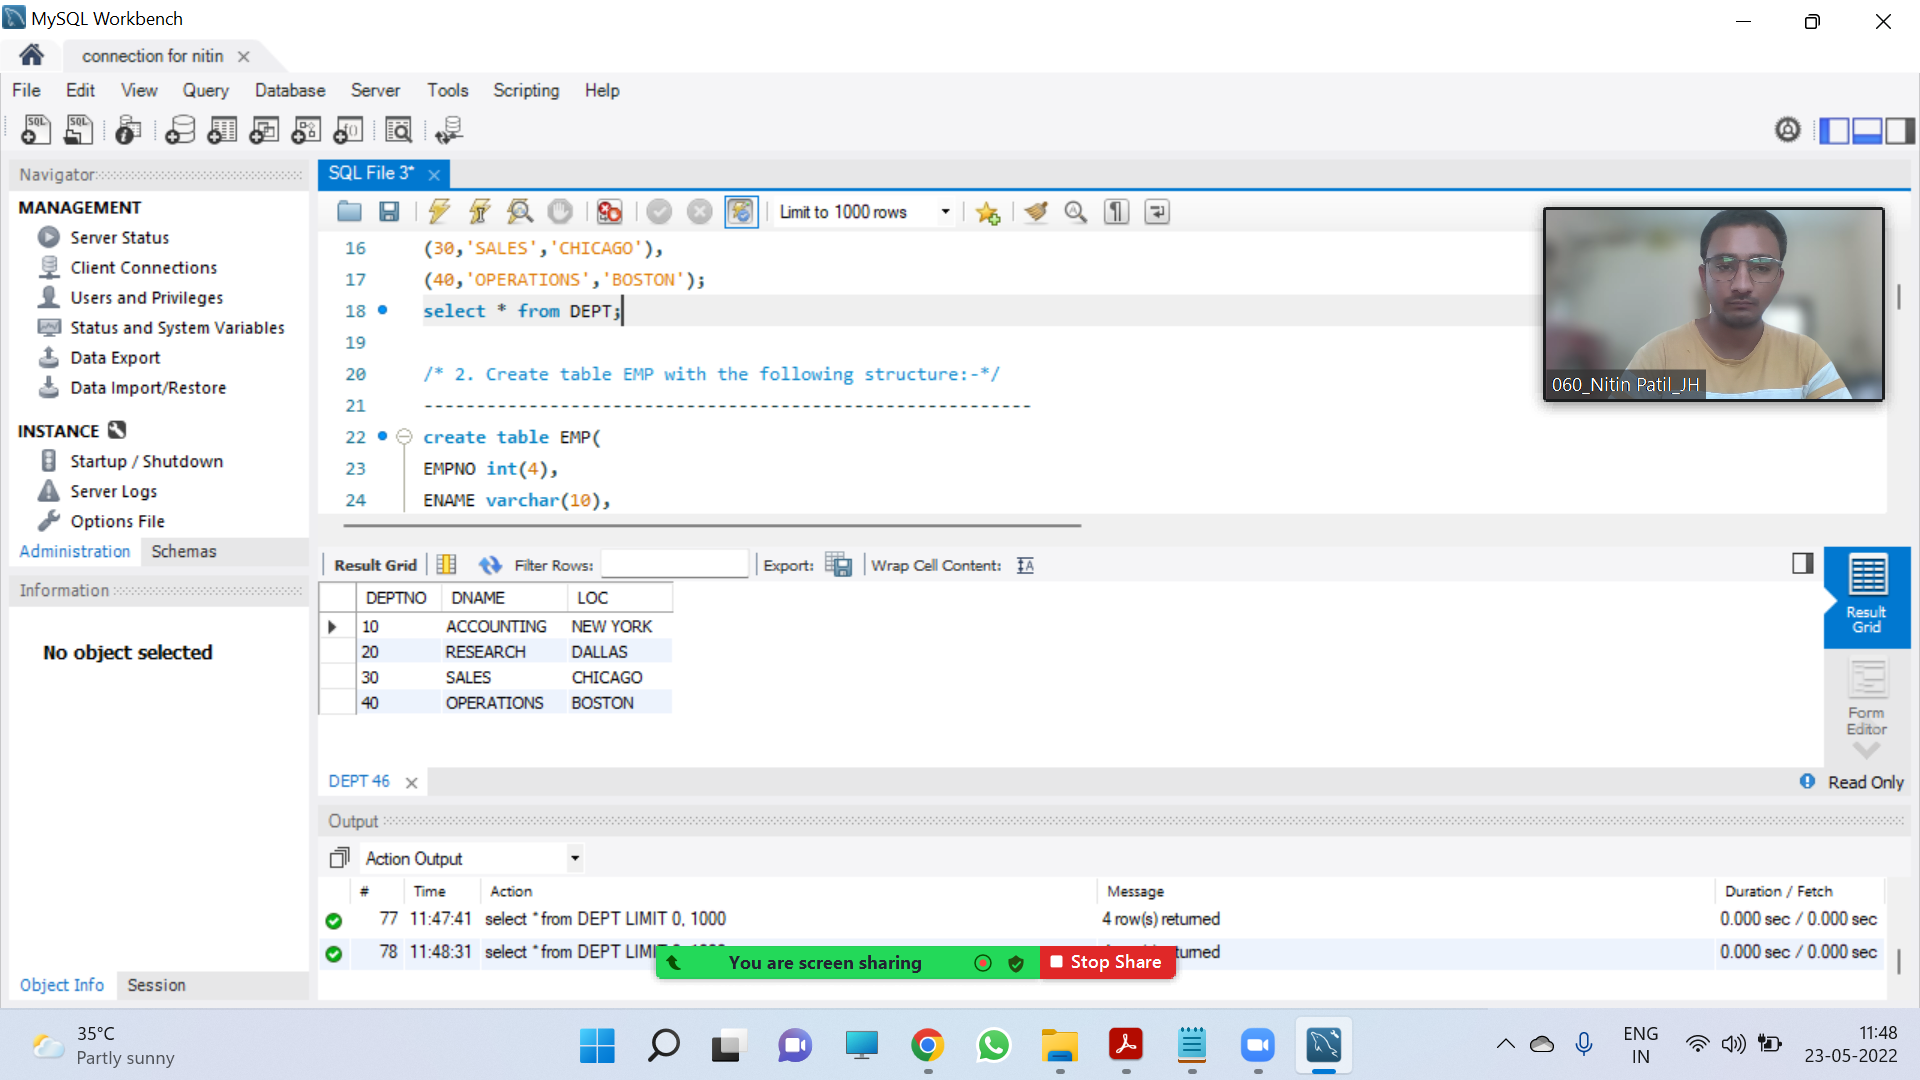 MySQL Workbench
connection for nitin
File Edit View Query Database Server Tools Scripting Help
Navigator
SQL File 3*
MANAGEMENT
Server Status
Client Connections
Users and Privileges
Status and System Variables
Data Export
Data Import/Restore
INSTANCE
Startup / Shutdown
Server Logs
Options File
Administration Schemas
Information
No object selected
Object Info Session
Limit to 1000 rows
16 (30,'SALES','CHICAGO'),
17 (40,'OPERATIONS','BOSTON');
18 select * from DEPT;
19
20 /* 2. Create table EMP with the following structure:-*/
21 ----------------------------------------------------------
22 create table EMP(
23 EMPNO int(4),
24 ENAME varchar(10),
060_Nitin Patil_JH
Result Grid Filter Rows: Export: Wrap Cell Content:
DEPTNO DNAME LOC
10 ACCOUNTING NEW YORK
20 RESEARCH DALLAS
30 SALES CHICAGO
40 OPERATIONS BOSTON
Result
Grid
Form
Editor
DEPT 46
Read Only
Output
Action Output
# Time Action Message Duration / Fetch
77 11:47:41 select * from DEPT LIMIT 0, 1000 4 row(s) returned 0.000 sec / 0.000 sec
78 11:48:31 select * from DEPT 0.000 sec / 0.000 sec
You are screen sharing Stop Share
35°C
Partly sunny
ENG
IN
11:48
23-05-2022